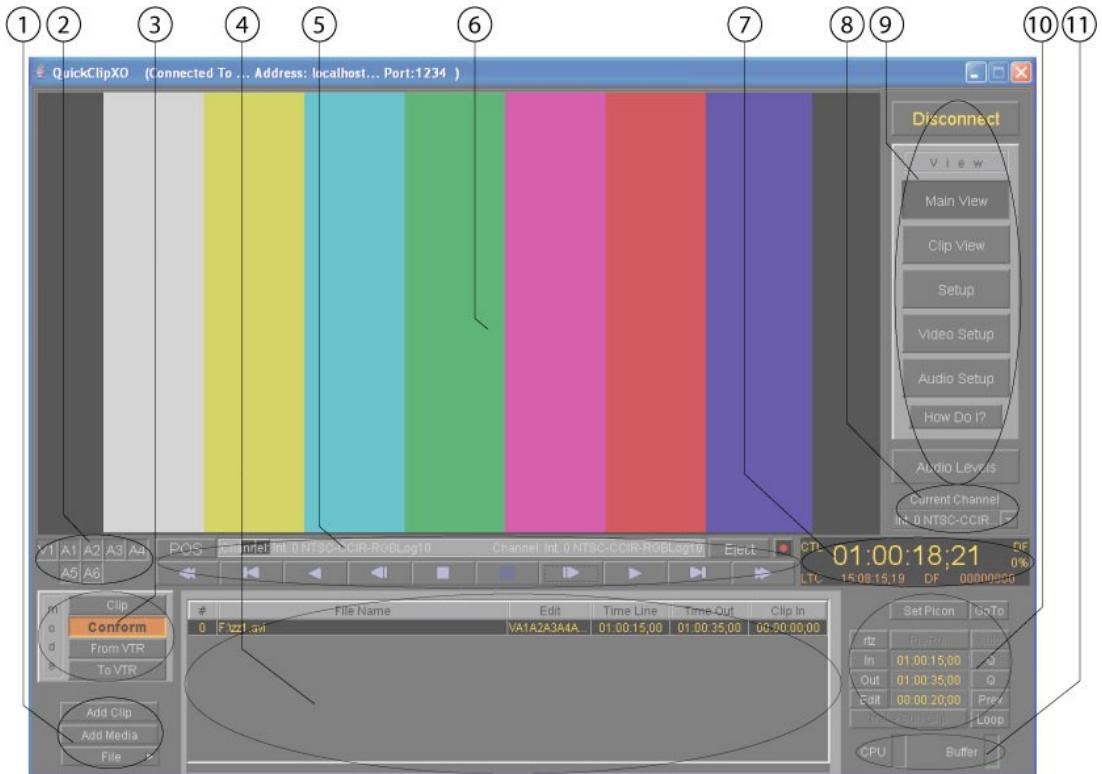 1 2 3 4 5 6 7 8 9 10 11
QuickClipXO (Connected To ... Address: localhost... Port:1234 )
Disconnect
View
Main View
Clip View
Setup
Video Setup
Audio Setup
How Do I?
Audio Levels
Current Channel
Int. 0 NTSC-CCIR...
V1 A1 A2 A3 A4
A5 A6
POS Channel: Int. 0 NTSC-CCIR-RGBLog10 Channel: Int. 0 NTSC-CCIR-RGBLog10 Eject
CTL 01:00:18;21 DF
0%
LTC 15:08:15,19 DF 00000000
mode
Clip
Conform
From VTR
To VTR
# File Name Edit Time Line Time Out Clip In
0 F:\zz1.avi VA1A2A3A4A... 01:00:15;00 01:00:35;00 00:00:00;00
Set Picon GoTo
rtz
In 01:00:15;00 Q
Out 01:00:35;00 Q
Edit 00:00:20;00 Prev
Loop
Add Clip
Add Media
File
CPU Buffer